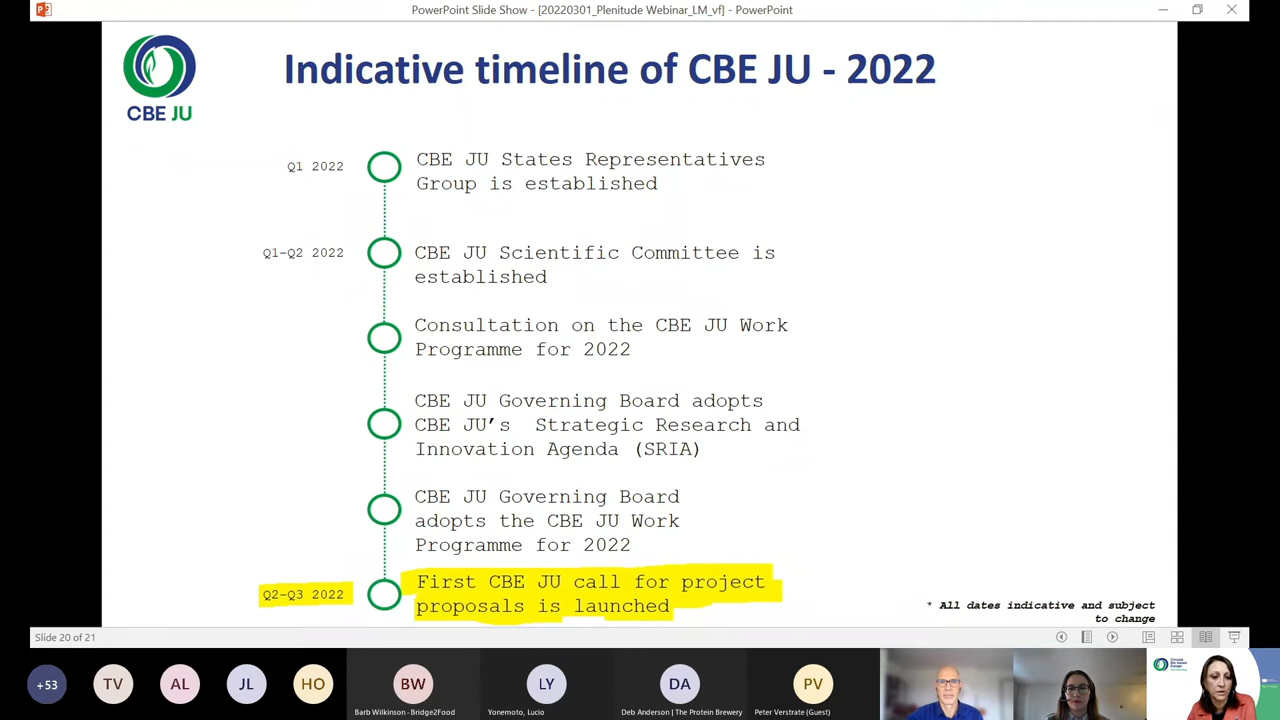 PowerPoint Slide Show - [20220301_Plenitude Webinar_LM_vf] - PowerPoint
CBE JU
Indicative timeline of CBE JU - 2022
Q1 2022
CBE JU States Representatives
Group is established
Q1-Q2 2022
CBE JU Scientific Committee is
established
Consultation on the CBE JU Work
Programme for 2022
CBE JU Governing Board adopts
CBE JU’s Strategic Research and
Innovation Agenda (SRIA)
CBE JU Governing Board
adopts the CBE JU Work
Programme for 2022
Q2-Q3 2022
First CBE JU call for project
proposals is launched
* All dates indicative and subject
to change
Slide 20 of 21
+53
TV
AL
JL
HO
BW
Barb Wilkinson - Bridge2Food
LY
Yonemoto, Lucio
DA
Deb Anderson | The Protein Brewery
PV
Peter Verstrate (Guest)
Circular
Bio-based
Europe